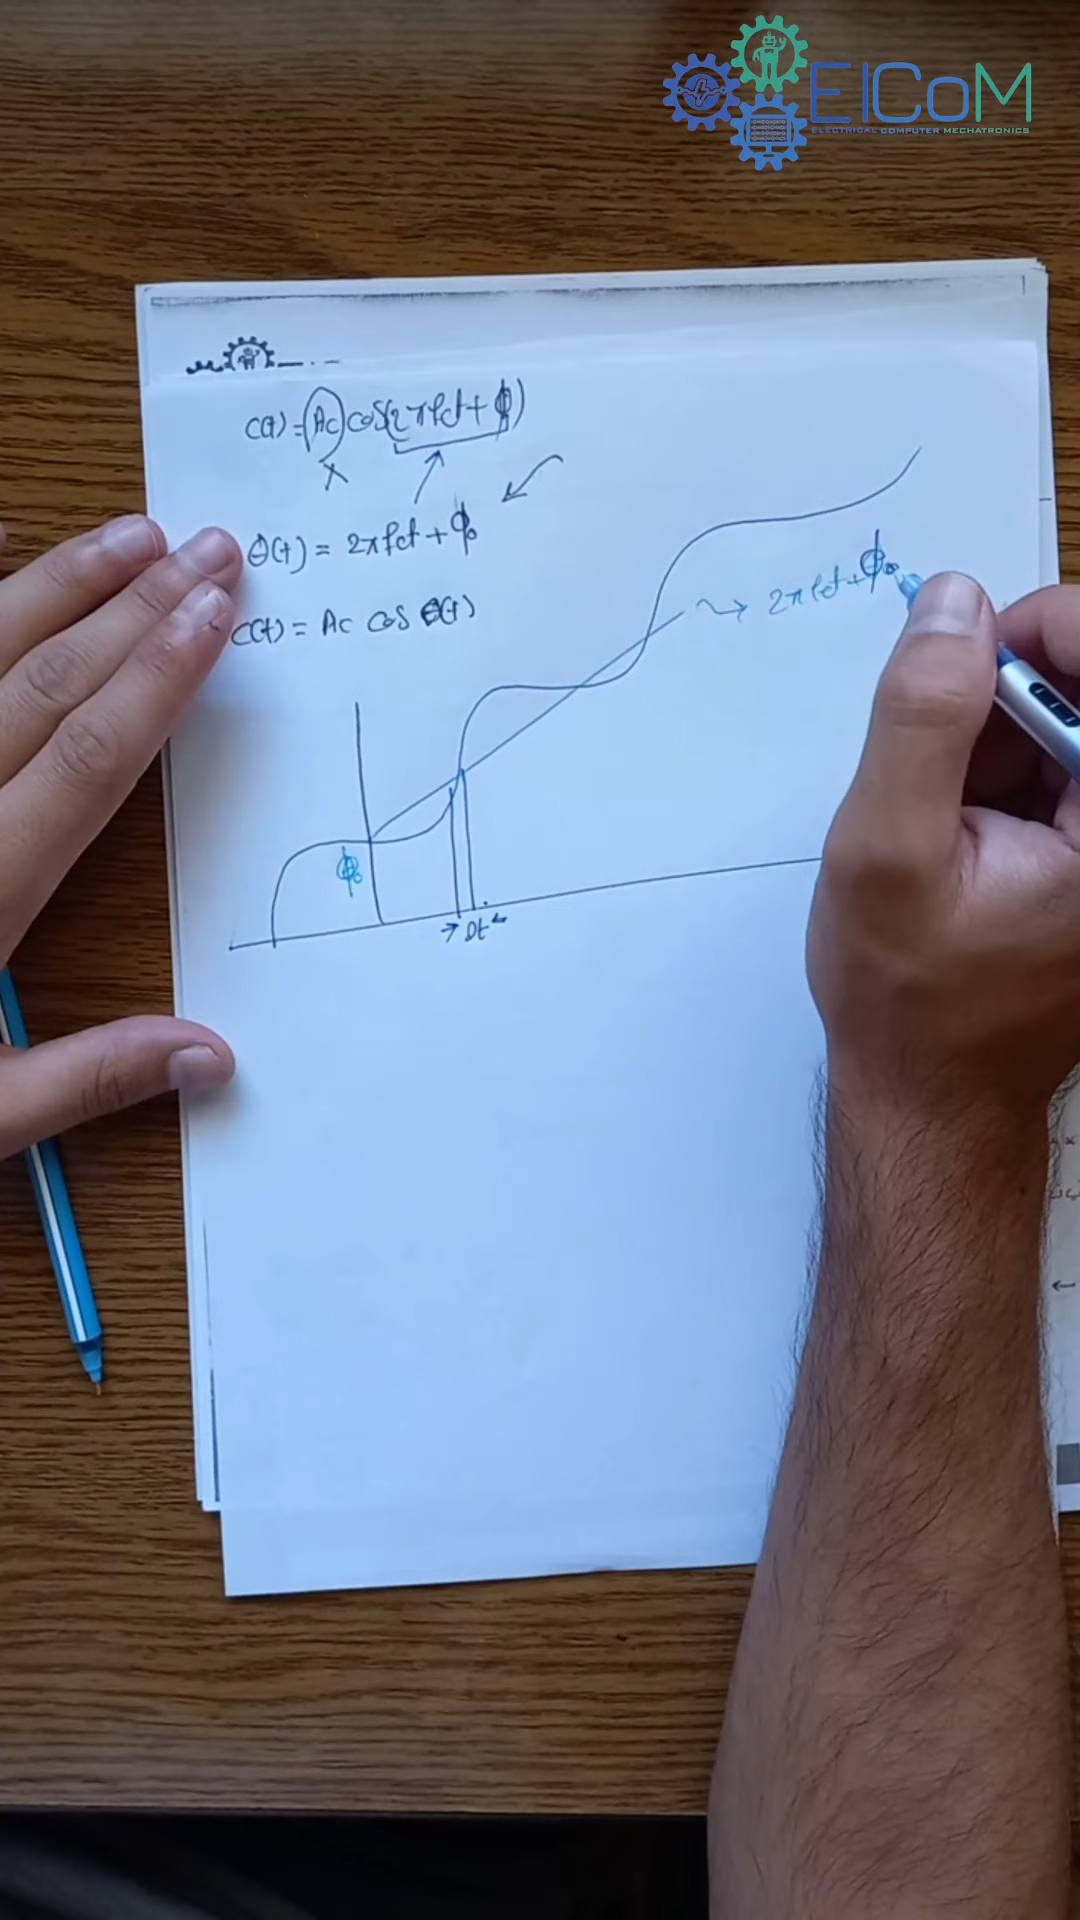 EICoM
ELECTRICAL COMPUTER MECHATRONICS
C(t) = Ac cos(2πfct + ϕ)
X
θ(t) = 2πfct + ϕ₀
C(t) = Ac cos θ(t)
2πfct + ϕ₀
ϕ₀
→ Δt ←